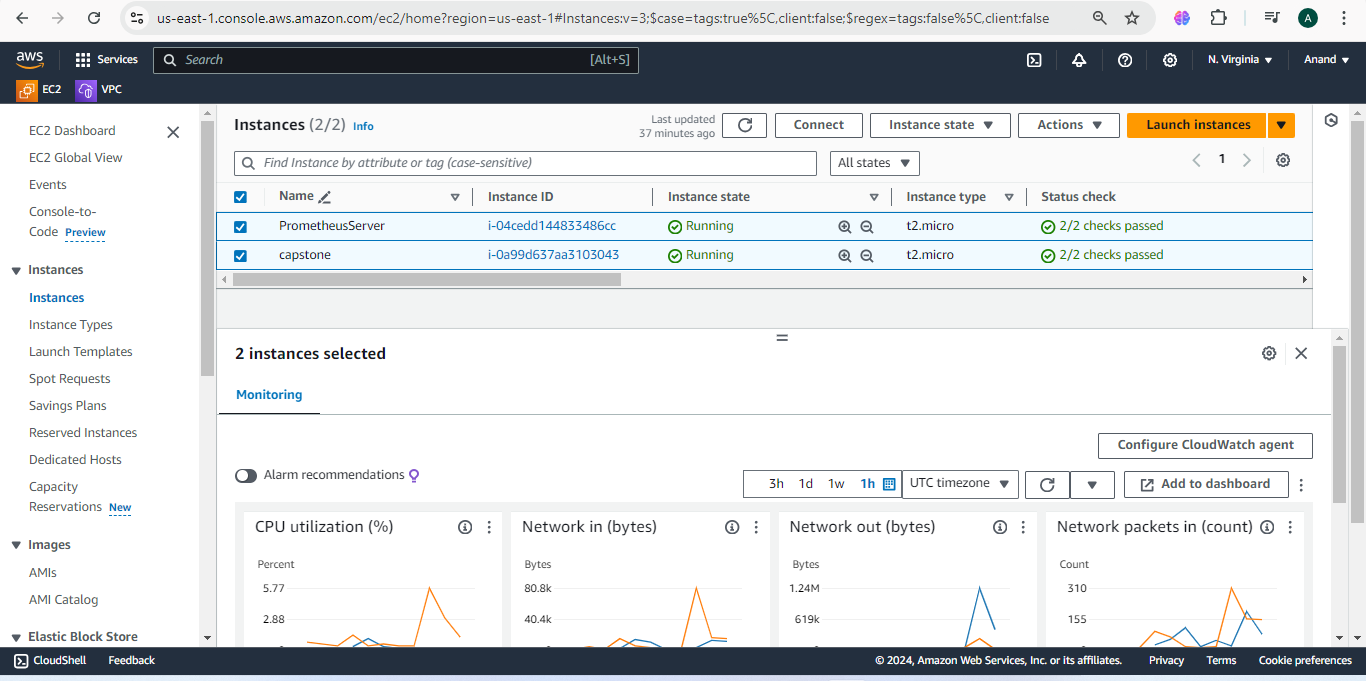 us-east-1.console.aws.amazon.com/ec2/home?region=us-east-1#Instances:v=3;$case=tags:true%5C,client:false;$regex=tags:false%5C,client:false
A
aws
Services
Search
[Alt+S]
N. Virginia
Anand
EC2
VPC
EC2 Dashboard
EC2 Global View
Events
Console-to-
Code Preview
Instances
Instances
Instance Types
Launch Templates
Spot Requests
Savings Plans
Reserved Instances
Dedicated Hosts
Capacity
Reservations New
Images
AMIs
AMI Catalog
Elastic Block Store
Instances (2/2) Info
Last updated
37 minutes ago
Connect
Instance state
Actions
Launch instances
Find Instance by attribute or tag (case-sensitive)
All states
1
Name Instance ID Instance state Instance type Status check
PrometheusServer i-04cedd144833486cc Running t2.micro 2/2 checks passed
capstone i-0a99d637aa3103043 Running t2.micro 2/2 checks passed
2 instances selected
Monitoring
Configure CloudWatch agent
Alarm recommendations
3h 1d 1w 1h UTC timezone
Add to dashboard
CPU utilization (%)
Percent
5.77
2.88
Network in (bytes)
Bytes
80.8k
40.4k
Network out (bytes)
Bytes
1.24M
619k
Network packets in (count)
Count
310
155
CloudShell Feedback
© 2024, Amazon Web Services, Inc. or its affiliates. Privacy Terms Cookie preferences